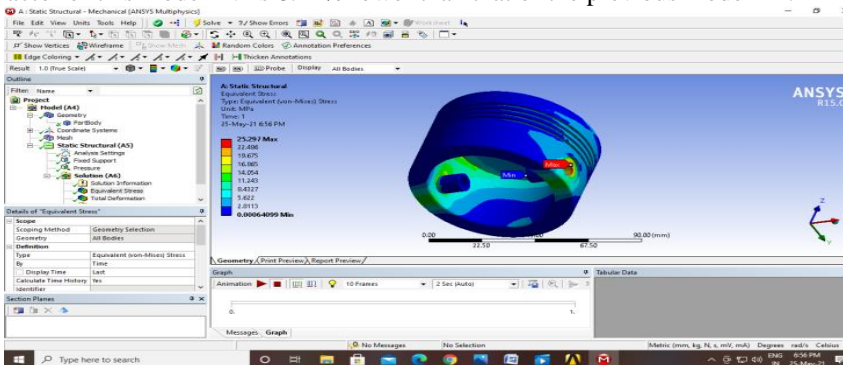 A : Static Structural - Mechanical [ANSYS Multiphysics]
File Edit View Units Tools Help Solve Show Errors Worksheet
Show Vertices Wireframe Show Mesh Random Colors Annotation Preferences
Edge Coloring Thicken Annotations
Result 1.0 (True Scale) Probe Display All Bodies
Outline
Filter: Name
Project
Model (A4)
Geometry
PartBody
Coordinate Systems
Mesh
Static Structural (A5)
Analysis Settings
Fixed Support
Pressure
Solution (A6)
Solution Information
Equivalent Stress
Total Deformation
Details of "Equivalent Stress"
Scope
Scoping Method Geometry Selection
Geometry All Bodies
Definition
Type Equivalent (von-Mises) Stress
By Time
Display Time Last
Calculate Time History Yes
Identifier
Section Planes
A: Static Structural
Equivalent Stress
Type: Equivalent (von-Mises) Stress
Unit: MPa
Time: 1
25-May-21 6:56 PM
25.297 Max
22.486
19.675
16.865
14.054
11.243
8.4327
5.622
2.8113
0.00064099 Min
Max
Min
ANSYS
R15.0
0.00 90.00 (mm)
22.50 67.50
Z
Y
Geometry Print Preview Report Preview
Graph
Animation 10 Frames 2 Sec (Auto)
0. 1.
Messages Graph
Tabular Data
No Messages No Selection Metric (mm, kg, N, s, mV, mA) Degrees rad/s Celsius
Type here to search
ENG 6:56 PM
IN 25-May-21